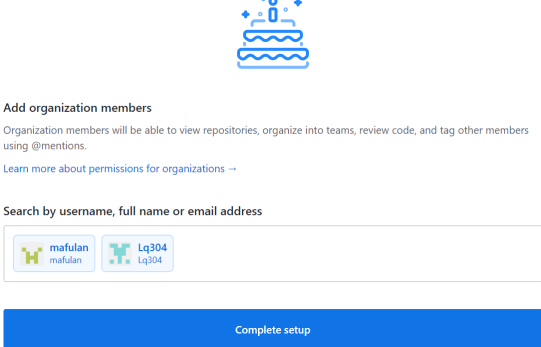 Add organization members
Organization members will be able to view repositories, organize into teams, review code, and tag other members
using @mentions.
Learn more about permissions for organizations →
Search by username, full name or email address
mafulan
mafulan
Lq304
Lq304
Complete setup